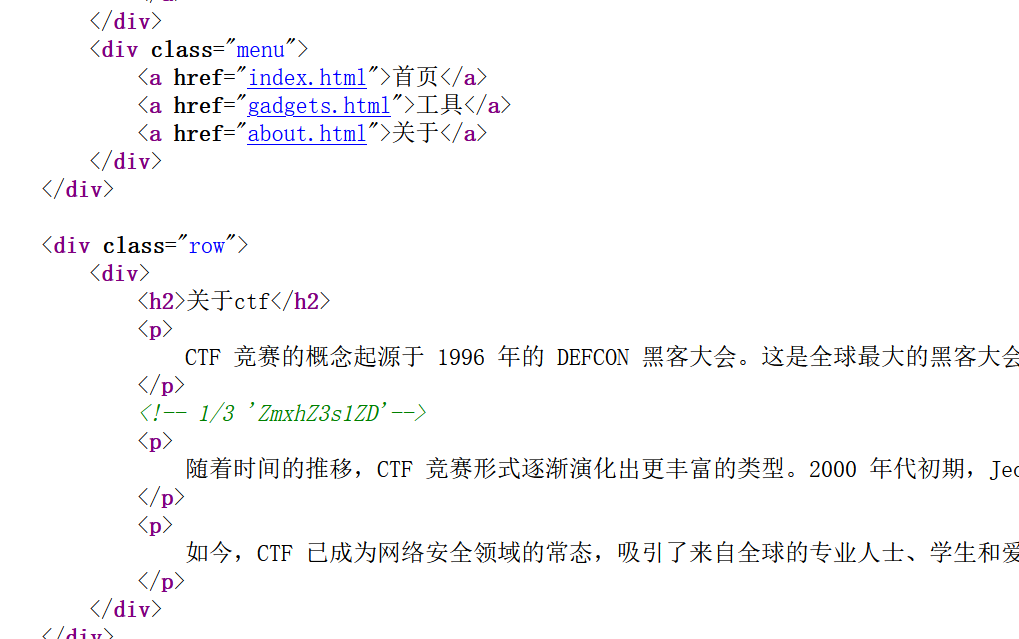 </div>
<div class="menu">
<a href="index.html">首页</a>
<a href="gadgets.html">工具</a>
<a href="about.html">关于</a>
</div>
</div>
<div class="row">
<div>
<h2>关于ctf</h2>
<p>
CTF 竞赛的概念起源于 1996 年的 DEFCON 黑客大会。这是全球最大的黑客大会
</p>
<!-- 1/3 'ZmxhZ3slZD'-->
<p>
随着时间的推移，CTF 竞赛形式逐渐演化出更丰富的类型。2000 年代初期，Jeo
</p>
<p>
如今，CTF 已成为网络安全领域的常态，吸引了来自全球的专业人士、学生和爱
</p>
</div>
</div>